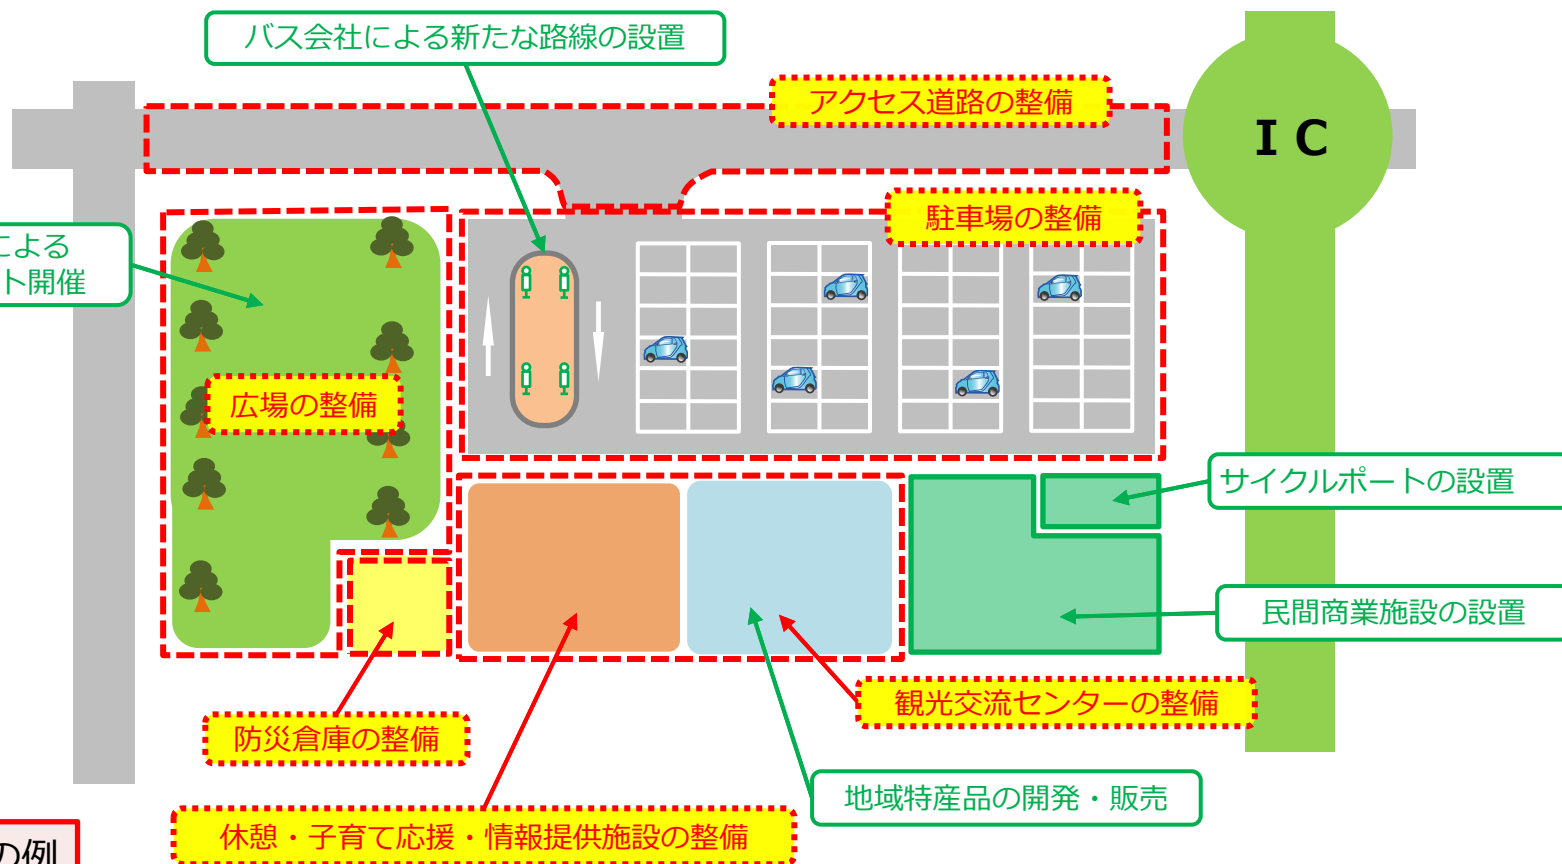 バス会社による新たな路線の設置
アクセス道路の整備
ＩＣ
駐車場の整備
による
ト開催
広場の整備
サイクルポートの設置
民間商業施設の設置
観光交流センターの整備
防災倉庫の整備
地域特産品の開発・販売
休憩・子育て応援・情報提供施設の整備
の例